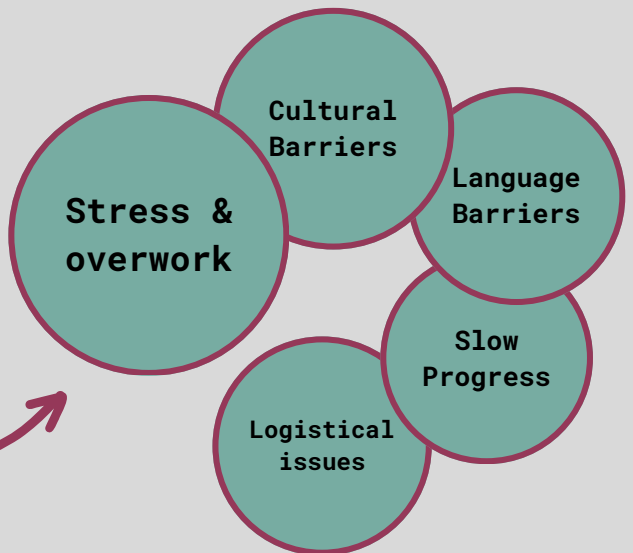 Stress &
overwork
Cultural
Barriers
Language
Barriers
Slow
Progress
Logistical
issues